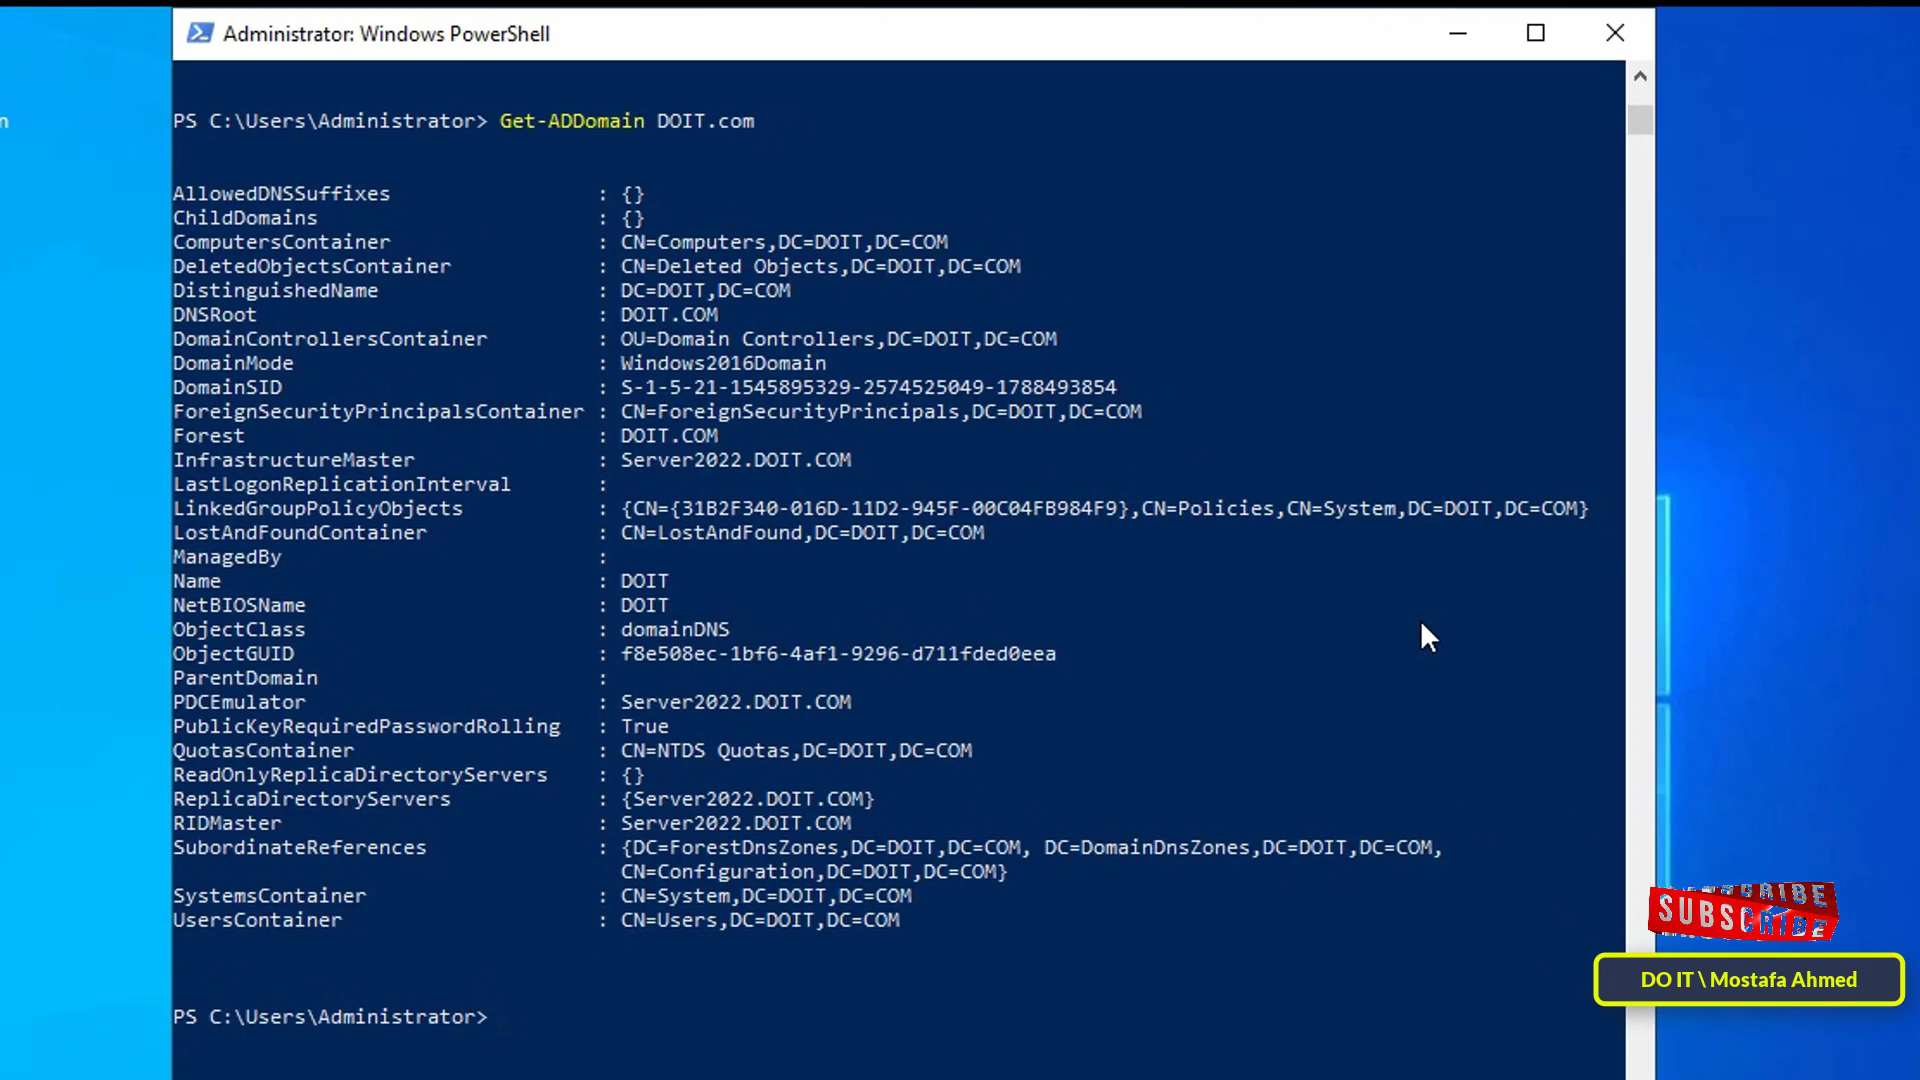 Administrator: Windows PowerShell
n
PS C:\Users\Administrator> Get-ADDomain DOIT.com
AllowedDNSSuffixes : {}
ChildDomains : {}
ComputersContainer : CN=Computers,DC=DOIT,DC=COM
DeletedObjectsContainer : CN=Deleted Objects,DC=DOIT,DC=COM
DistinguishedName : DC=DOIT,DC=COM
DNSRoot : DOIT.COM
DomainControllersContainer : OU=Domain Controllers,DC=DOIT,DC=COM
DomainMode : Windows2016Domain
DomainSID : S-1-5-21-1545895329-2574525049-1788493854
ForeignSecurityPrincipalsContainer : CN=ForeignSecurityPrincipals,DC=DOIT,DC=COM
Forest : DOIT.COM
InfrastructureMaster : Server2022.DOIT.COM
LastLogonReplicationInterval :
LinkedGroupPolicyObjects : {CN={31B2F340-016D-11D2-945F-00C04FB984F9},CN=Policies,CN=System,DC=DOIT,DC=COM}
LostAndFoundContainer : CN=LostAndFound,DC=DOIT,DC=COM
ManagedBy :
Name : DOIT
NetBIOSName : DOIT
ObjectClass : domainDNS
ObjectGUID : f8e508ec-1bf6-4af1-9296-d711fded0eea
ParentDomain :
PDCEmulator : Server2022.DOIT.COM
PublicKeyRequiredPasswordRolling : True
QuotasContainer : CN=NTDS Quotas,DC=DOIT,DC=COM
ReadOnlyReplicaDirectoryServers : {}
ReplicaDirectoryServers : {Server2022.DOIT.COM}
RIDMaster : Server2022.DOIT.COM
SubordinateReferences : {DC=ForestDnsZones,DC=DOIT,DC=COM, DC=DomainDnsZones,DC=DOIT,DC=COM,
CN=Configuration,DC=DOIT,DC=COM}
SystemsContainer : CN=System,DC=DOIT,DC=COM
UsersContainer : CN=Users,DC=DOIT,DC=COM
SUBSCRIBE
DO IT \ Mostafa Ahmed
PS C:\Users\Administrator>